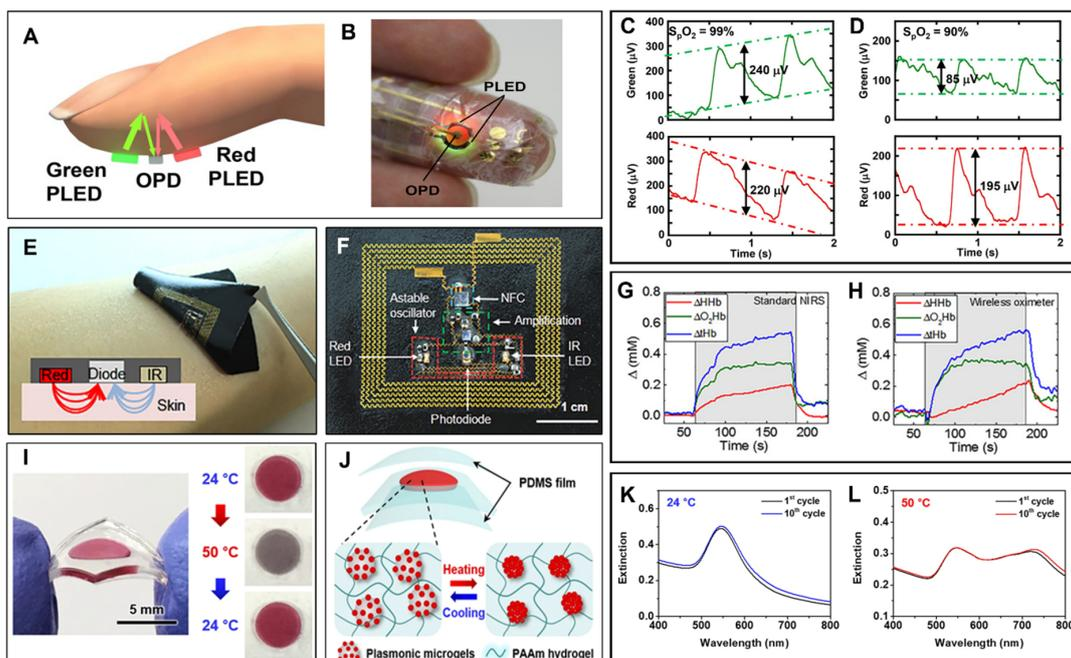 A
Green
PLED
OPD
Red
PLED
B
PLED
OPD
C
SpO2 = 99%
Green (µV)
400
300
200
100
0
240 µV
Red (µV)
400
300
200
100
0
220 µV
0 1 2
Time (s)
D
SpO2 = 90%
Green (µV)
200
100
0
85 µV
Red (µV)
200
150
100
50
0
195 µV
0 1 2
Time (s)
E
Red
Diode
IR
Skin
F
Astable
oscillator
NFC
Amplification
Red
LED
IR
LED
Photodiode
1 cm
G
ΔHHb
ΔO2Hb
ΔtHb
Standard NIRS
Δ (mM)
0.8
0.6
0.4
0.2
0.0
50 100 150 200
Time (s)
H
ΔHHb
ΔO2Hb
ΔtHb
Wireless oximeter
Δ (mM)
0.8
0.6
0.4
0.2
0.0
50 100 150 200
Time (s)
I
5 mm
24 °C
50 °C
24 °C
J
PDMS film
Heating
Cooling
Plasmonic microgels
PAAm hydrogel
K
24 °C
1st cycle
10th cycle
Extinction
0.6
0.4
0.2
0.0
400 500 600 700 800
Wavelength (nm)
L
50 °C
1st cycle
10th cycle
Extinction
0.5
0.4
0.3
0.2
0.1
400 500 600 700 800
Wavelength (nm)